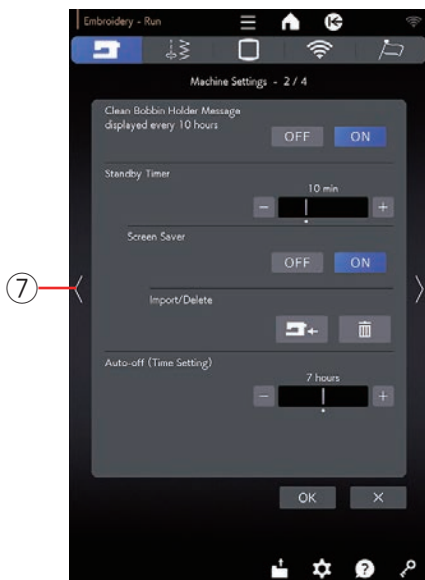 Embroidery - Run
Machine Settings - 2 / 4
Clean Bobbin Holder Message
displayed every 10 hours
OFF ON
Standby Timer
10 min
− +
Screen Saver
OFF ON
⑦
Import/Delete
Auto-off (Time Setting)
7 hours
− +
OK ×